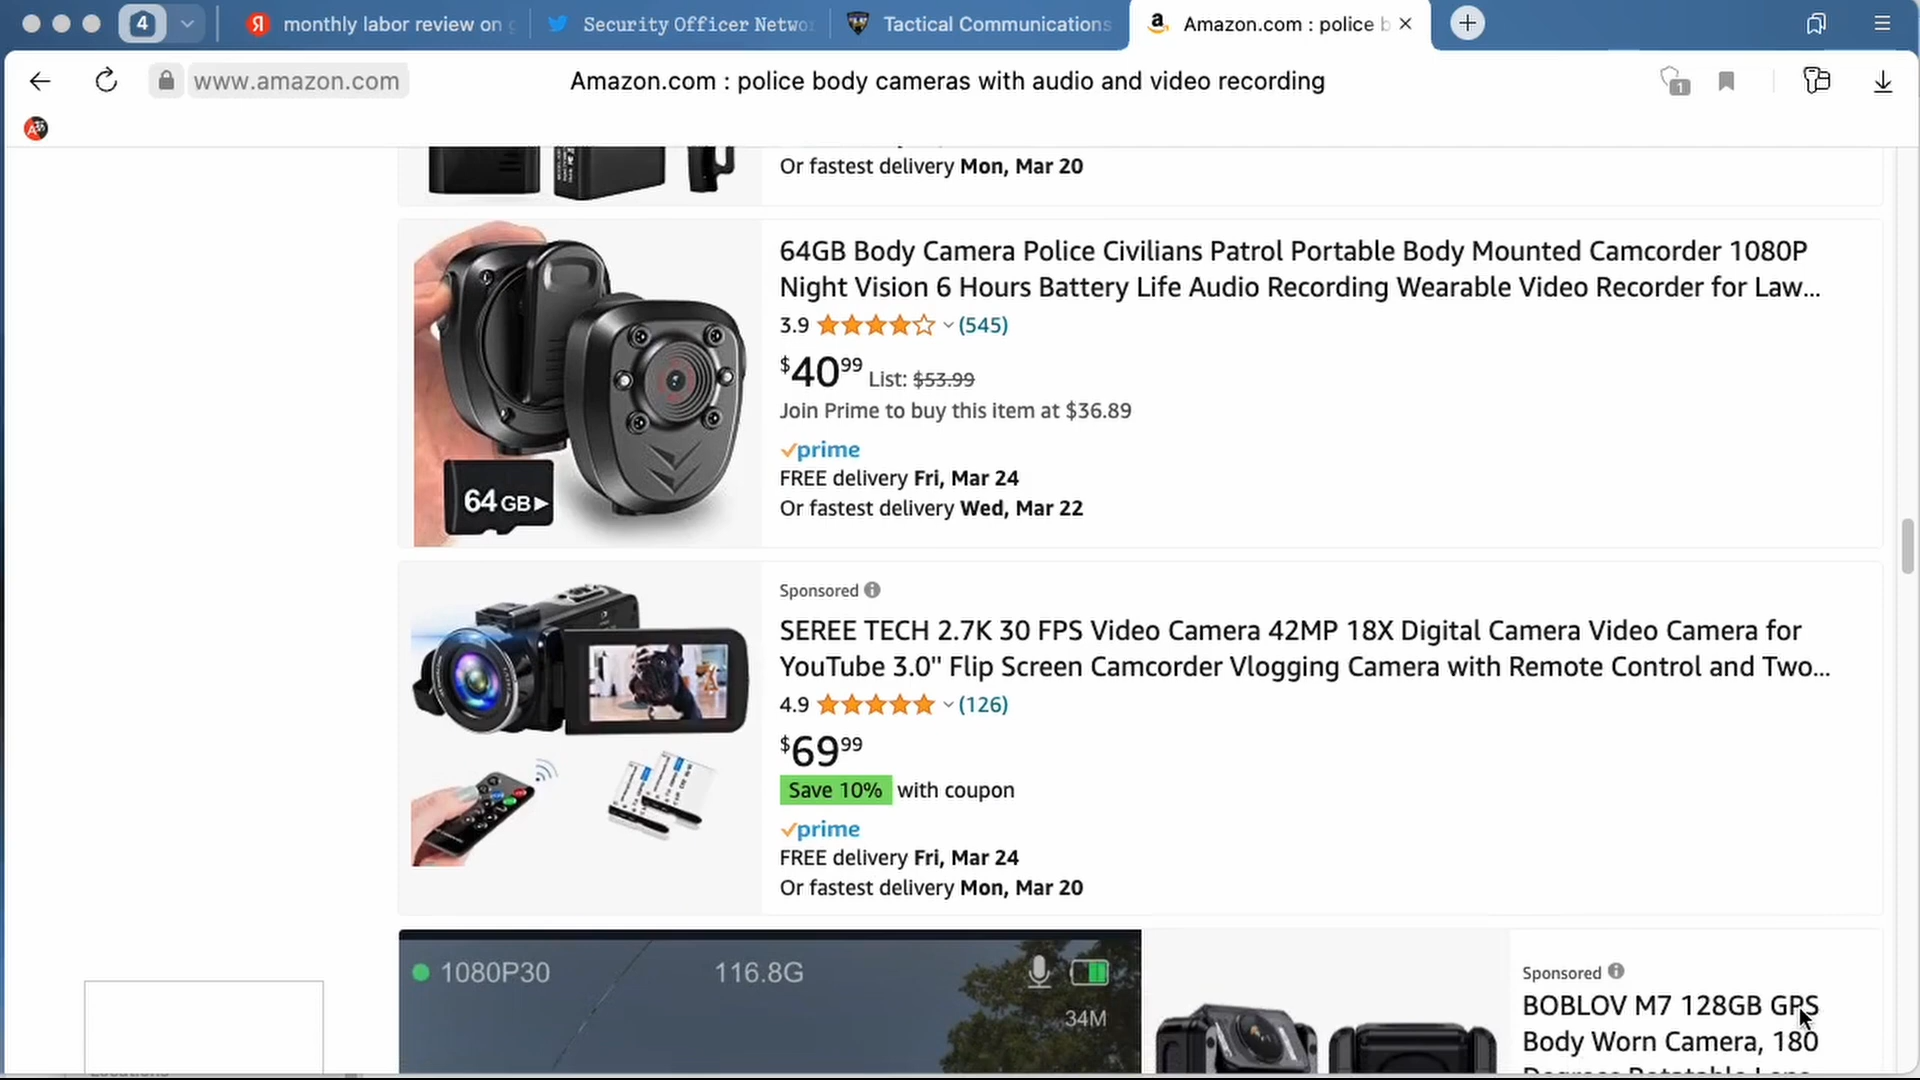 4
monthly labor review on g
Security Officer Netwo
Tactical Communications
Amazon.com : police b
www.amazon.com
Amazon.com : police body cameras with audio and video recording
1
Or fastest delivery Mon, Mar 20
64GB Body Camera Police Civilians Patrol Portable Body Mounted Camcorder 1080P
Night Vision 6 Hours Battery Life Audio Recording Wearable Video Recorder for Law...
3.9 (545)
$40.99 List: $53.99
Join Prime to buy this item at $36.89
prime
FREE delivery Fri, Mar 24
Or fastest delivery Wed, Mar 22
64 GB
Sponsored
SEREE TECH 2.7K 30 FPS Video Camera 42MP 18X Digital Camera Video Camera for
YouTube 3.0" Flip Screen Camcorder Vlogging Camera with Remote Control and Two...
4.9 (126)
$69.99
Save 10% with coupon
prime
FREE delivery Fri, Mar 24
Or fastest delivery Mon, Mar 20
1080P30 116.8G
34M
Sponsored
BOBLOV M7 128GB GPS
Body Worn Camera, 180
Degrees Rotatable Lens